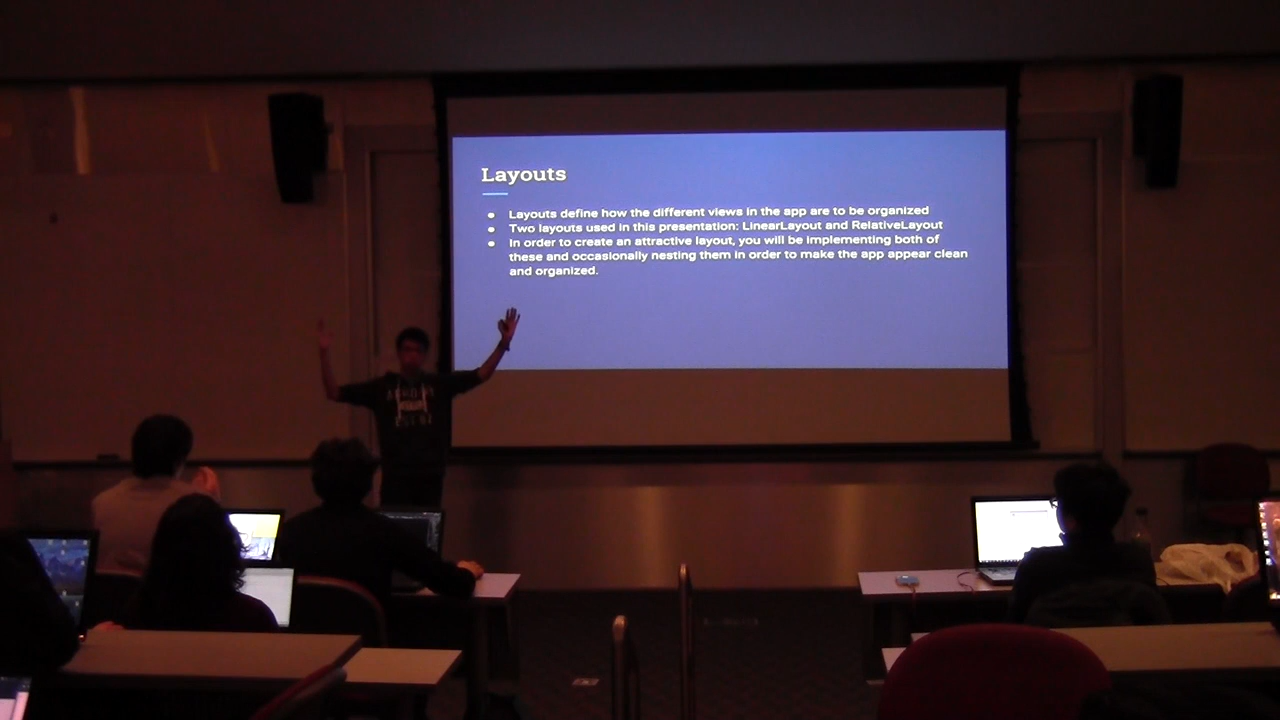 Layouts
Layouts define how the different views in the app are to be organized
Two layouts used in this presentation: LinearLayout and RelativeLayout
In order to create an attractive layout, you will be implementing both of
these and occasionally nesting them in order to make the app appear clean
and organized.